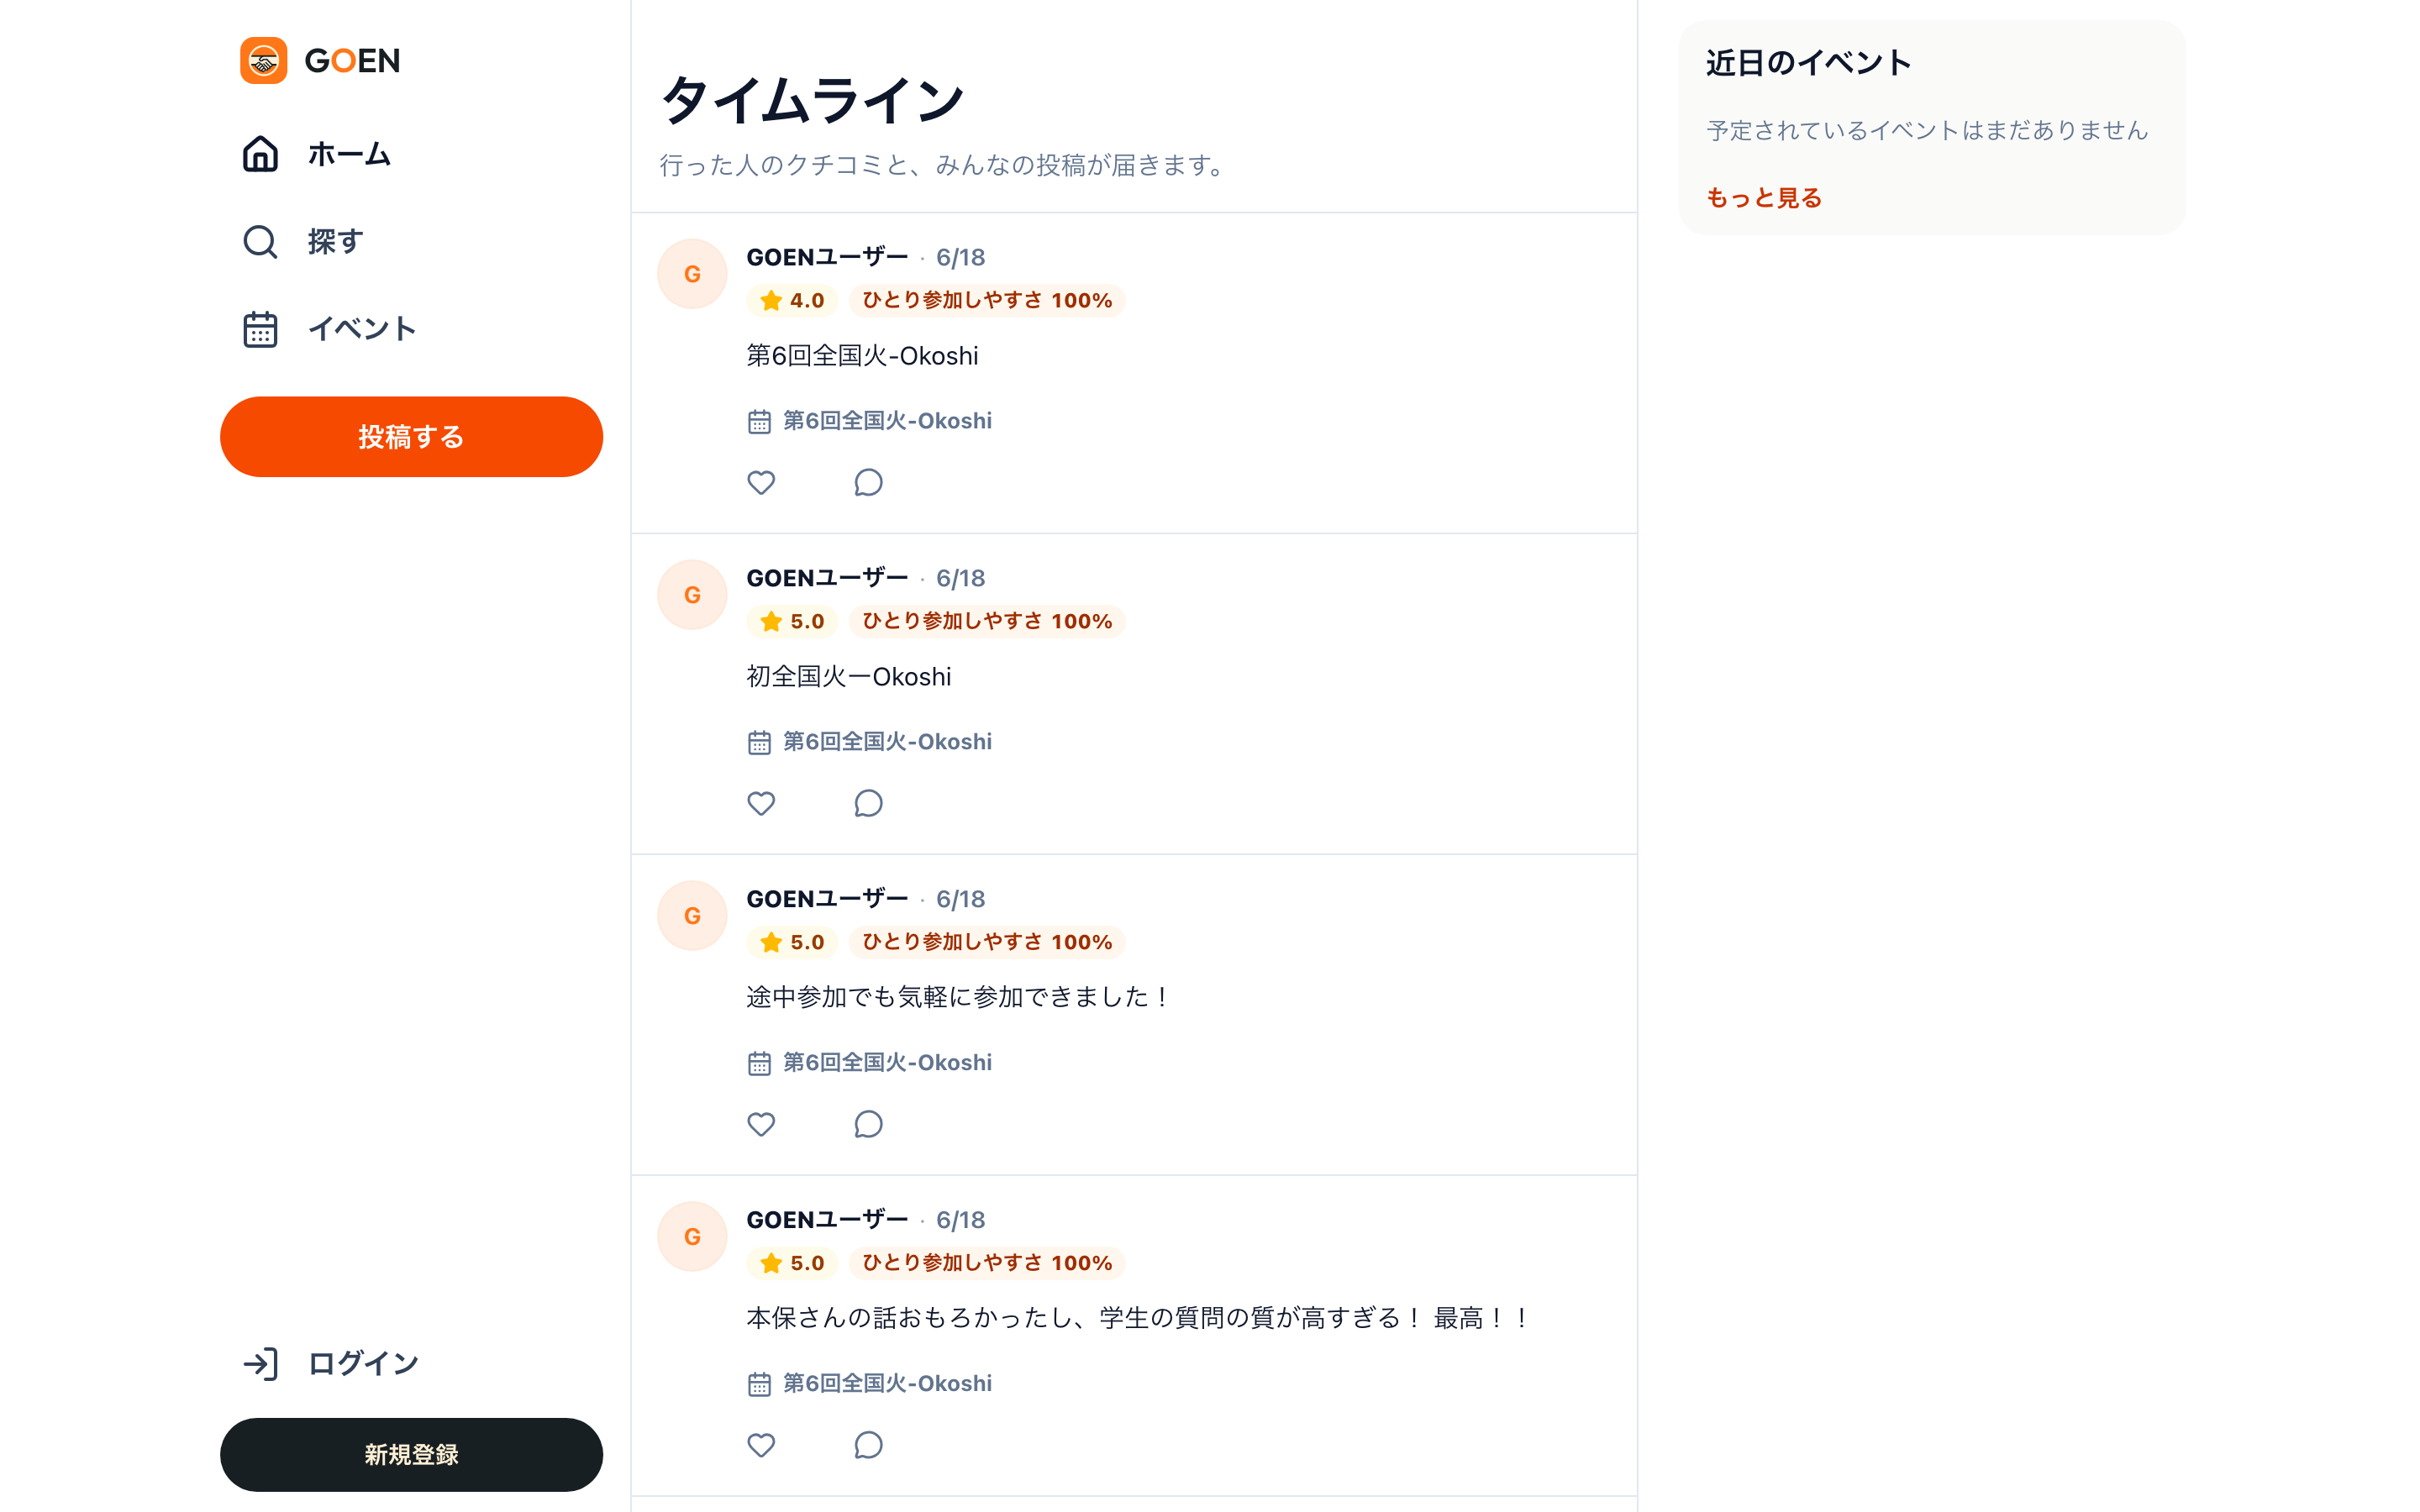 GOEN
ホーム
探す
イベント
投稿する
ログイン
新規登録
タイムライン
行った人のクチコミと、みんなの投稿が届きます。
G
GOENユーザー · 6/18
4.0 ひとり参加しやすさ 100%
第6回全国火-Okoshi
第6回全国火-Okoshi
G
GOENユーザー · 6/18
5.0 ひとり参加しやすさ 100%
初全国火一Okoshi
第6回全国火-Okoshi
G
GOENユーザー · 6/18
5.0 ひとり参加しやすさ 100%
途中参加でも気軽に参加できました！
第6回全国火-Okoshi
G
GOENユーザー · 6/18
5.0 ひとり参加しやすさ 100%
本保さんの話おもろかったし、学生の質問の質が高すぎる！ 最高！！
第6回全国火-Okoshi
近日のイベント
予定されているイベントはまだありません
もっと見る